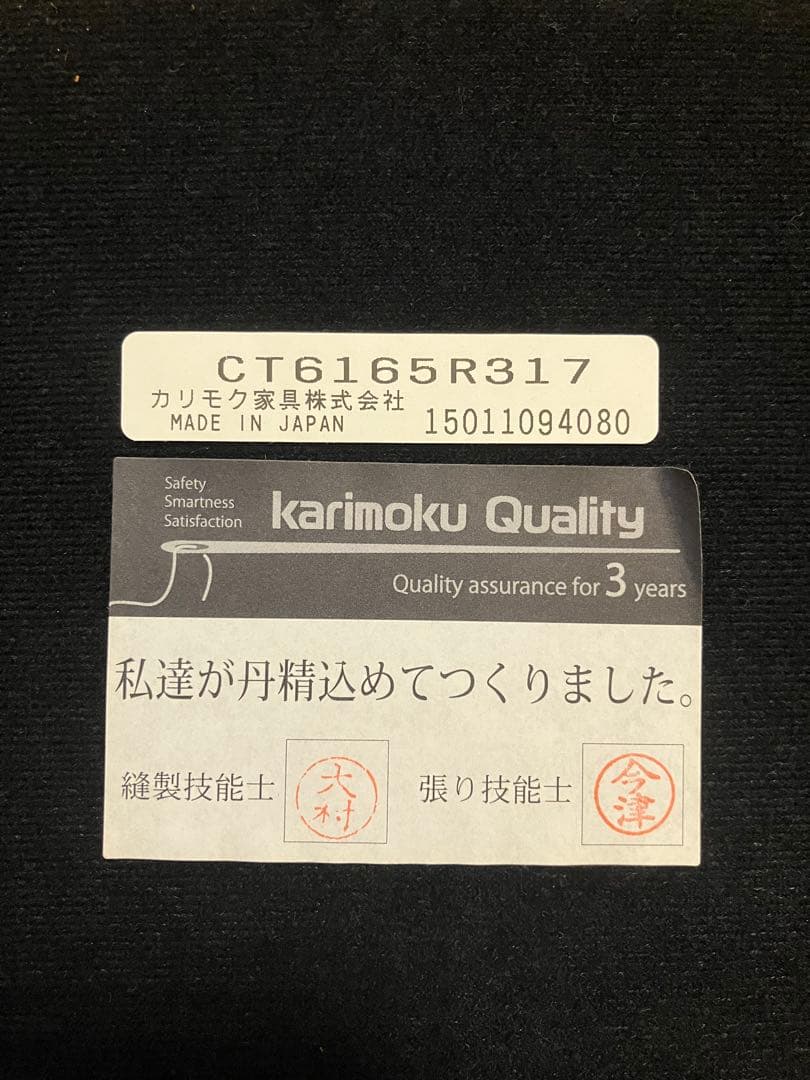 CT6165R317
カリモク家具株式会社
MADE IN JAPAN 15011094080
Safety
Smartness
Satisfaction
karimoku Quality
Quality assurance for 3 years
私達が丹精込めてつくりました。
縫製技能士 大村 張り技能士 今津